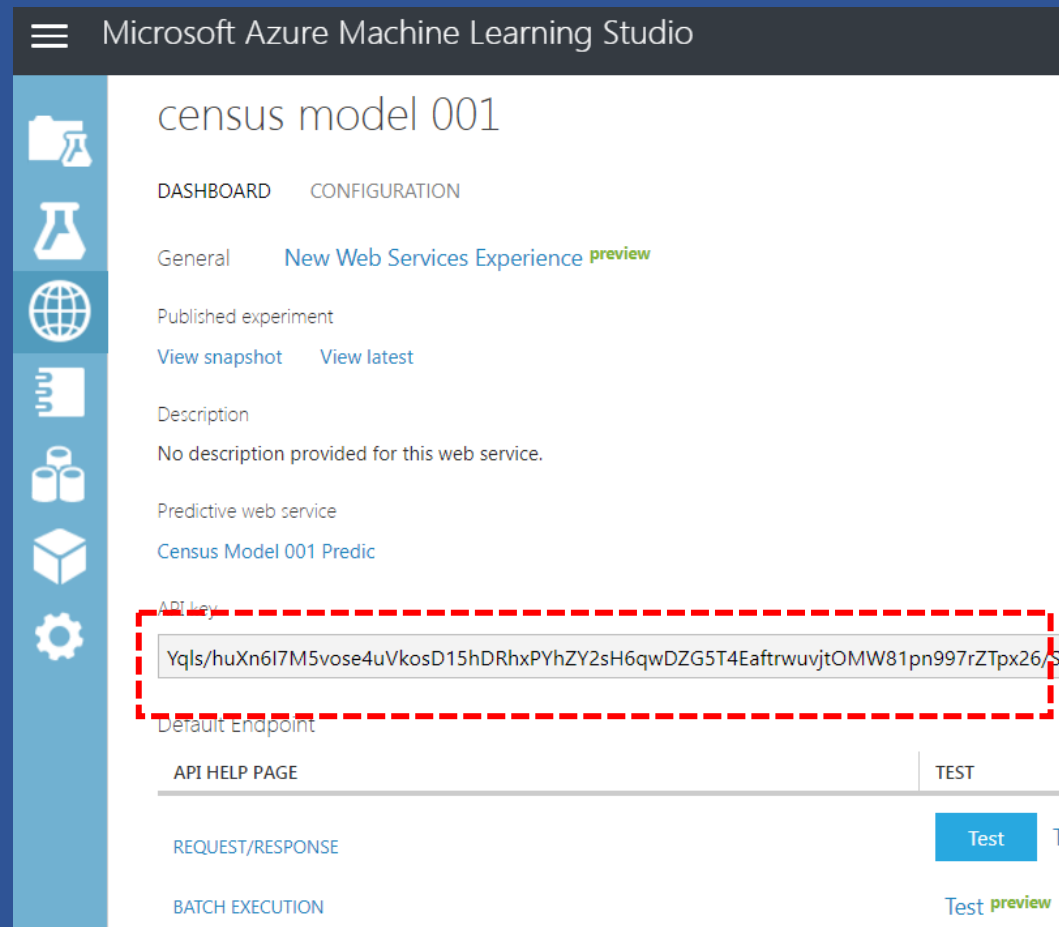 Microsoft Azure Machine Learning Studio
census model 001
DASHBOARD CONFIGURATION
General New Web Services Experience preview
Published experiment
View snapshot View latest
Description
No description provided for this web service.
Predictive web service
Census Model 001 Predic
API key
Yqls/huXn6I7M5vose4uVkosD15hDRhxPYhZY2sH6qwDZG5T4EaftrwuvjtOMW81pn997rZTpx26/S
Default Endpoint
API HELP PAGE TEST
REQUEST/RESPONSE Test T
BATCH EXECUTION Test preview